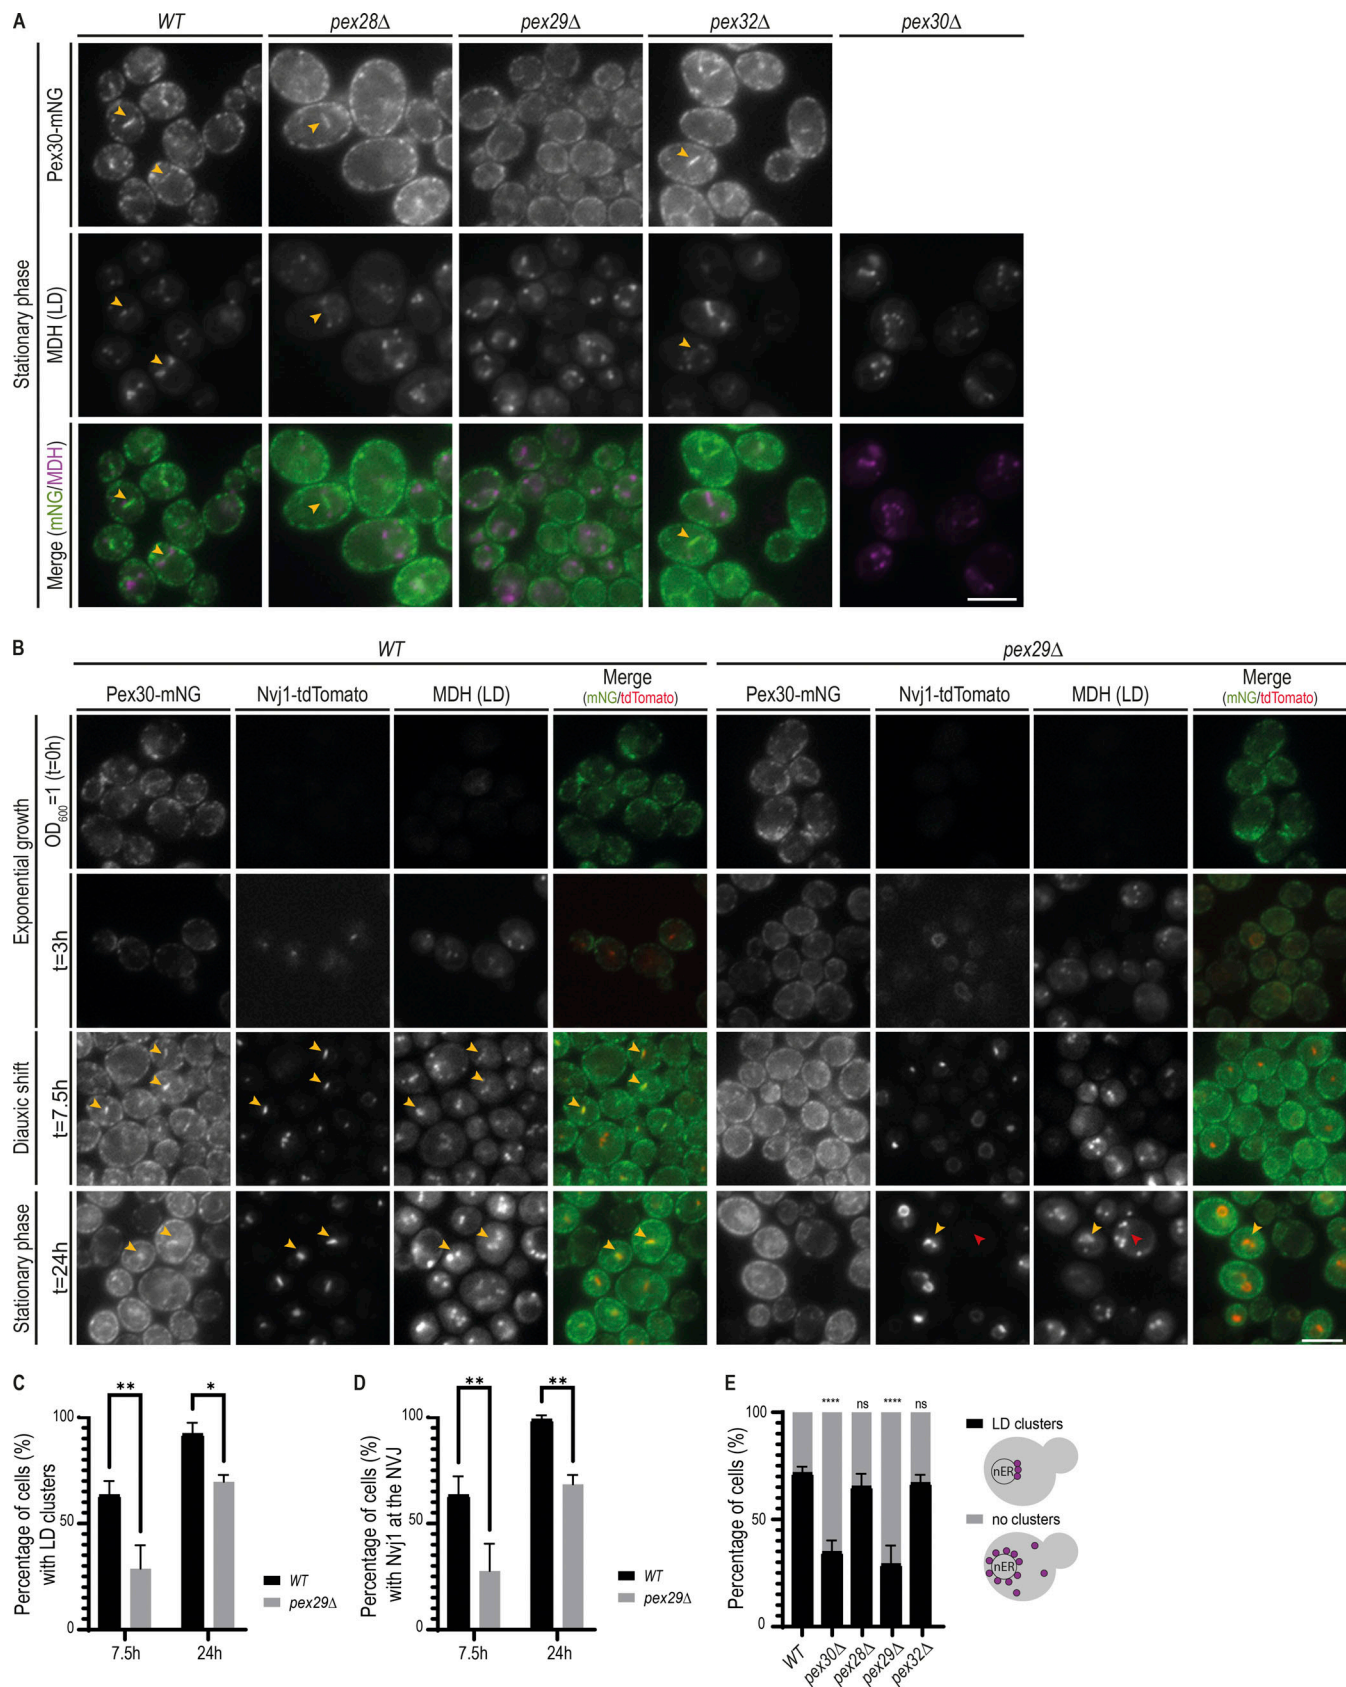 A
WT
pex28Δ
pex29Δ
pex32Δ
pex30Δ
Stationary phase
Pex30-mNG
MDH (LD)
Merge (mNG/MDH)
B
WT
pex29Δ
Pex30-mNG
Nvj1-tdTomato
MDH (LD)
Merge
(mNG/tdTomato)
Pex30-mNG
Nvj1-tdTomato
MDH (LD)
Merge
(mNG/tdTomato)
Exponential growth
OD600=1 (t=0h)
t=3h
Diauxic shift
t=7.5h
Stationary phase
t=24h
C
Percentage of cells (%)
with LD clusters
100
50
0
**
*
7.5h
24h
WT
pex29Δ
D
Percentage of cells (%)
with Nvj1 at the NVJ
100
50
0
**
**
7.5h
24h
WT
pex29Δ
E
Percentage of cells (%)
100
50
0
****
ns
****
ns
WT
pex30Δ
pex28Δ
pex29Δ
pex32Δ
LD clusters
nER
no clusters
nER